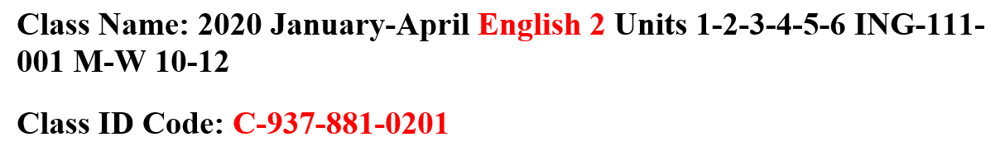 Class Name: 2020 January-April English 2 Units 1-2-3-4-5-6 ING-111-
001 M-W 10-12
Class ID Code: C-937-881-0201